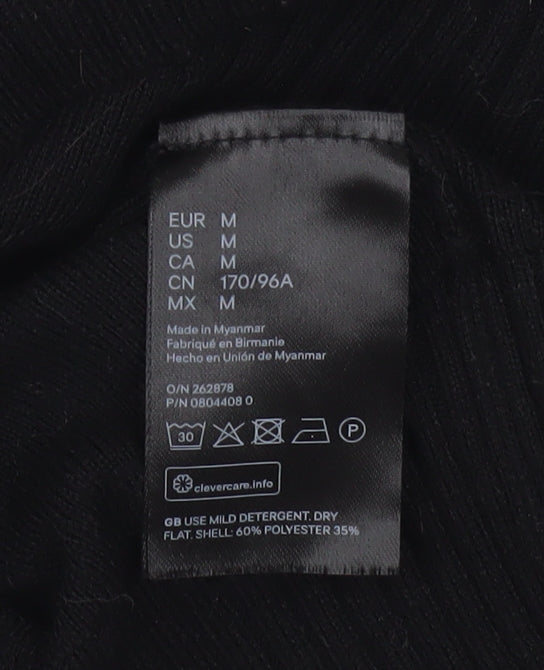 EUR M
US M
CA M
CN 170/96A
MX M
Made in Myanmar
Fabriqué en Birmanie
Hecho en Unión de Myanmar
O/N 262878
P/N 0804408 0
30 P
clevercare.info
GB USE MILD DETERGENT. DRY
FLAT. SHELL: 60% POLYESTER 35%